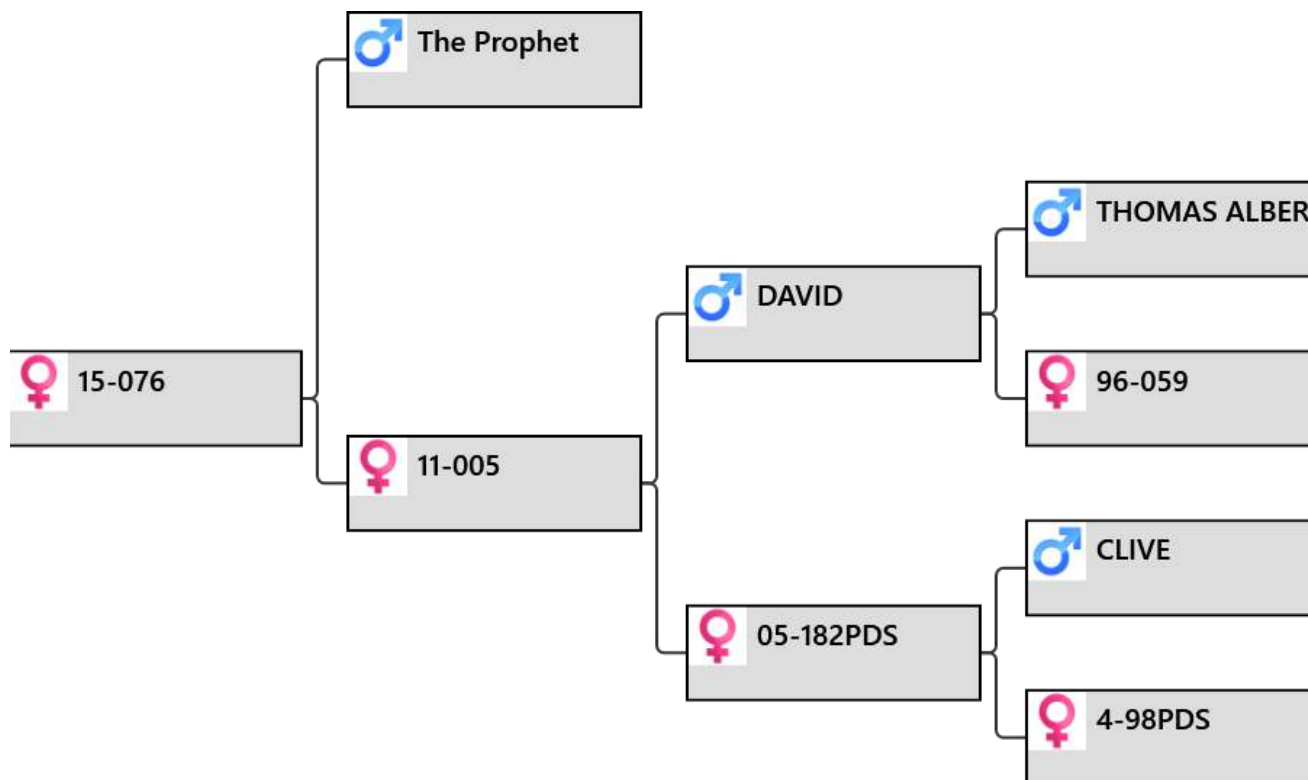 The Prophet
THOMAS ALBER
DAVID
15-076
96-059
11-005
CLIVE
05-182PDS
4-98PDS